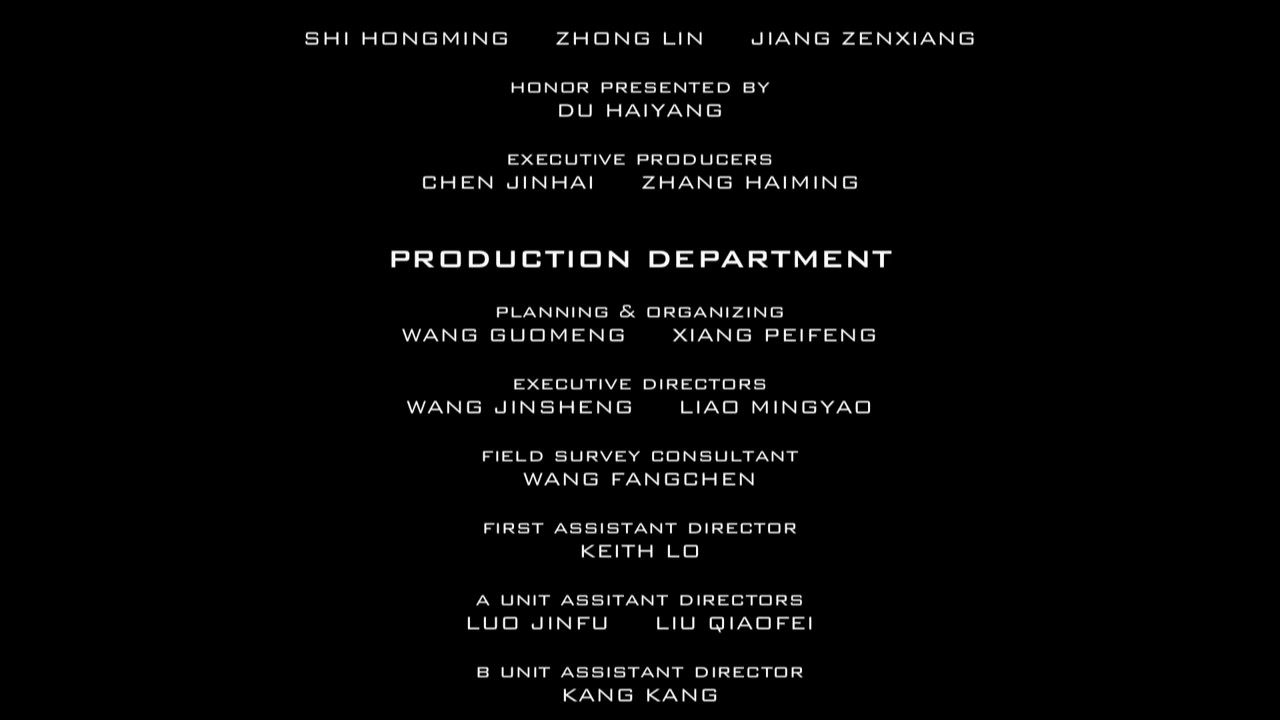 SHI HONGMING ZHONG LIN JIANG ZENXIANG
HONOR PRESENTED BY
DU HAIYANG
EXECUTIVE PRODUCERS
CHEN JINHAI ZHANG HAIMING
PRODUCTION DEPARTMENT
PLANNING & ORGANIZING
WANG GUOMENG XIANG PEIFENG
EXECUTIVE DIRECTORS
WANG JINSHENG LIAO MINGYAO
FIELD SURVEY CONSULTANT
WANG FANGCHEN
FIRST ASSISTANT DIRECTOR
KEITH LO
A UNIT ASSITANT DIRECTORS
LUO JINFU LIU QIAOFEI
B UNIT ASSISTANT DIRECTOR
KANG KANG